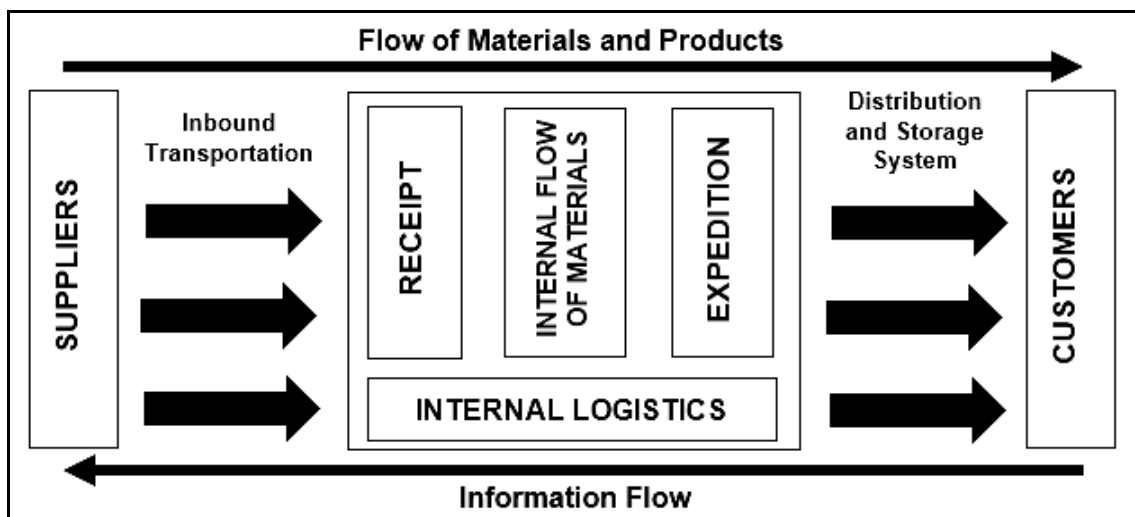 Flow of Materials and Products
SUPPLIERS
Inbound
Transportation
RECEIPT
INTERNAL FLOW
OF MATERIALS
EXPEDITION
INTERNAL LOGISTICS
Distribution
and Storage
System
CUSTOMERS
Information Flow